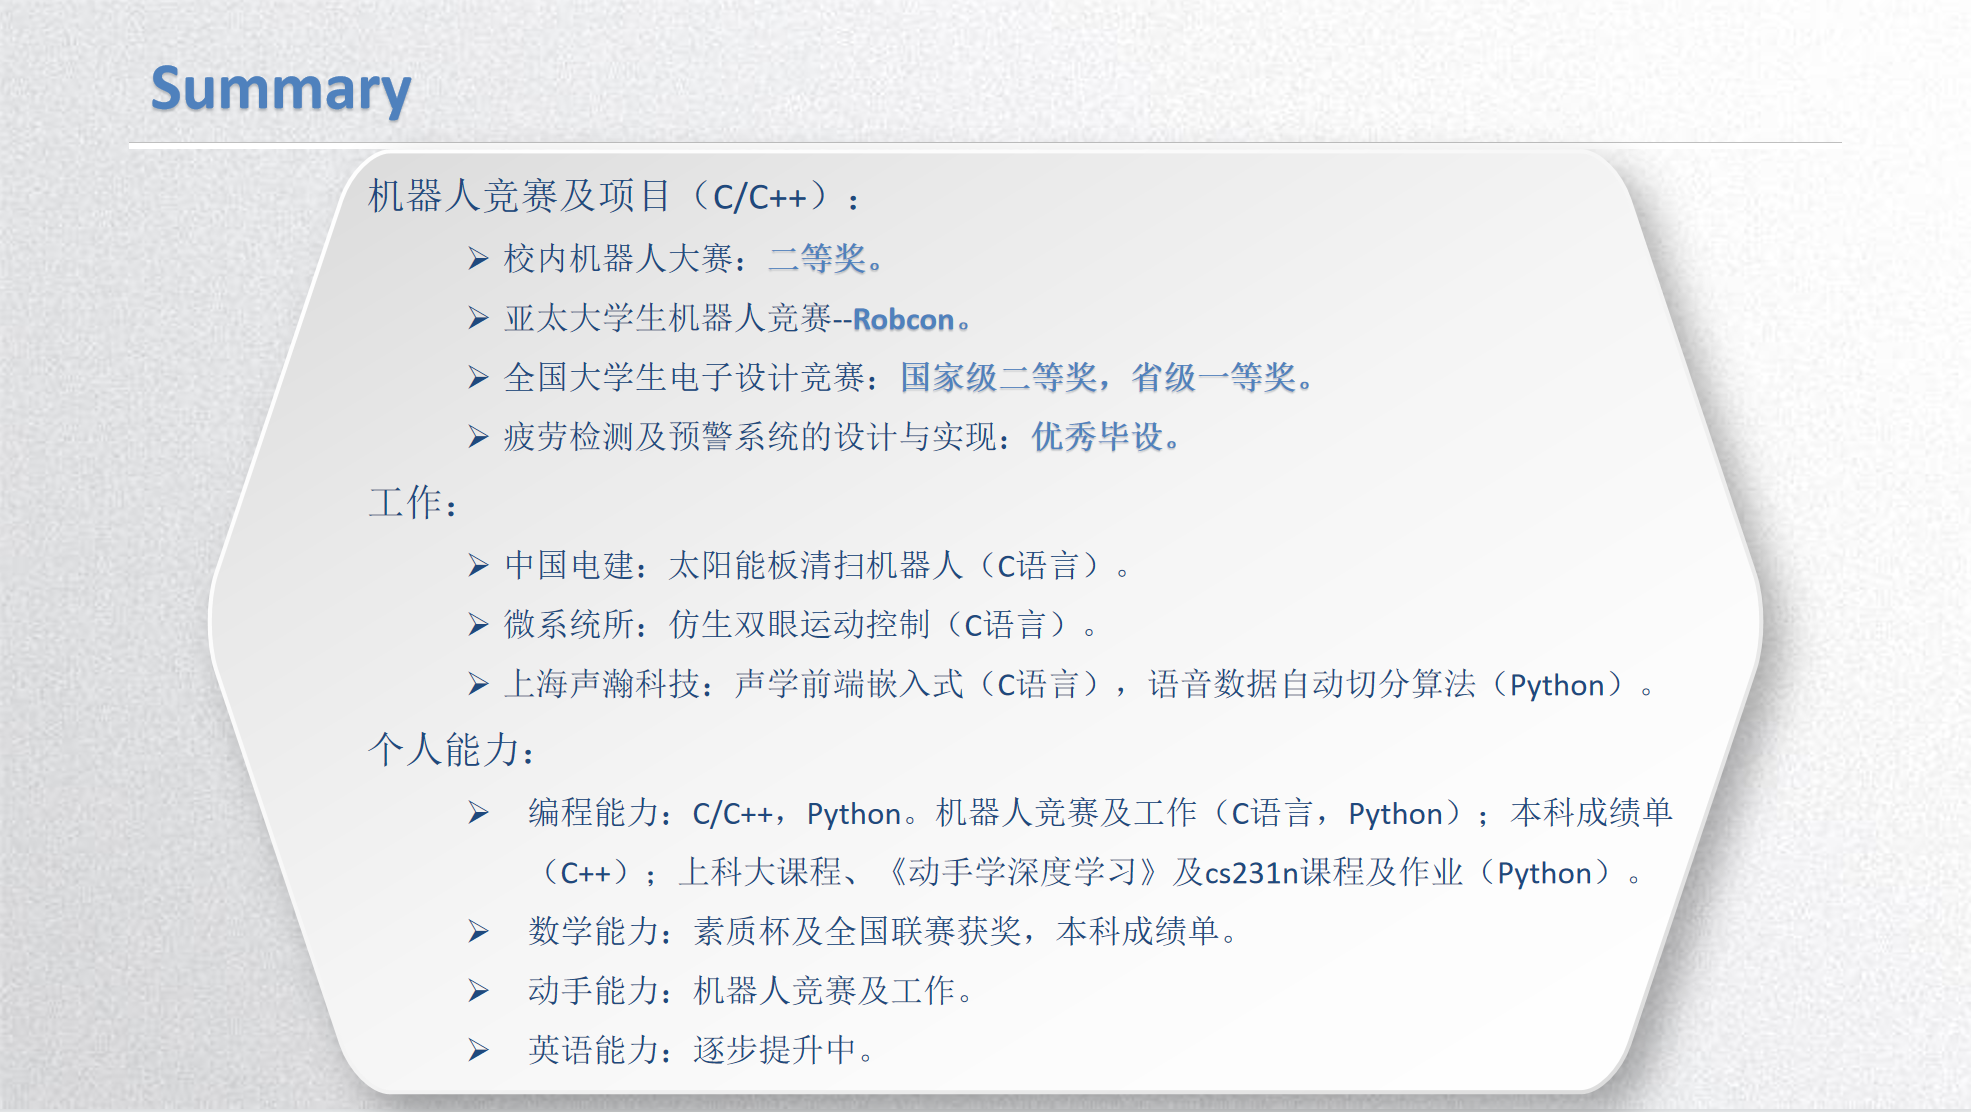 Summary
机器人竞赛及项目（C/C++）：
➢ 校内机器人大赛：二等奖。
➢ 亚太大学生机器人竞赛--Robcon。
➢ 全国大学生电子设计竞赛：国家级二等奖，省级一等奖。
➢ 疲劳检测及预警系统的设计与实现：优秀毕设。
工作：
➢ 中国电建：太阳能板清扫机器人（C语言）。
➢ 微系统所：仿生双眼运动控制（C语言）。
➢ 上海声瀚科技：声学前端嵌入式（C语言），语音数据自动切分算法（Python）。
个人能力：
➢ 编程能力：C/C++，Python。机器人竞赛及工作（C语言，Python）；本科成绩单
（C++）；上科大课程、《动手学深度学习》及cs231n课程及作业（Python）。
➢ 数学能力：素质杯及全国联赛获奖，本科成绩单。
➢ 动手能力：机器人竞赛及工作。
➢ 英语能力：逐步提升中。